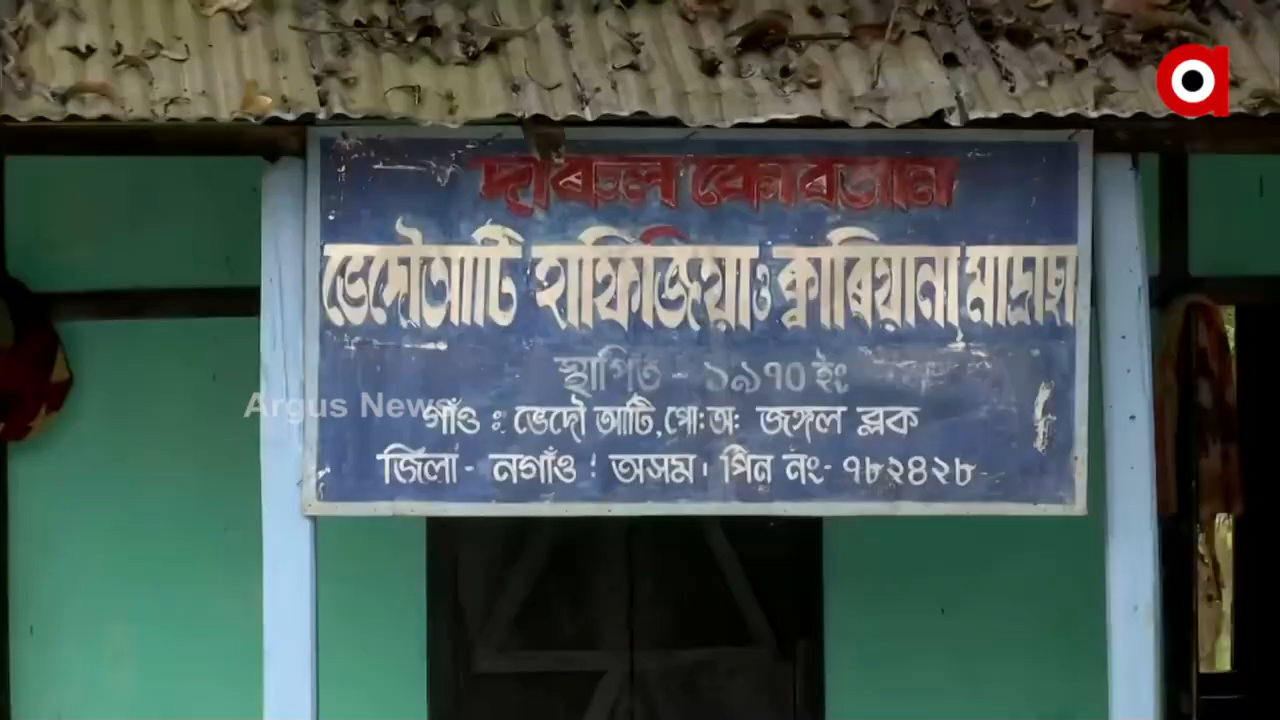 দাৰুল কোৰআন
ভেদৌআটি হাফিজিয়া ও ক্বাৰিয়ানা মাদ্ৰাছা
স্থাপিত - ১৯৭০ ইং
Argus News
গাঁও : ভেদৌ আটি, পো: অ: জঙ্গল ব্লক
জিলা - নগাঁও : অসম। পিন নং- ৭৮২৪২৮